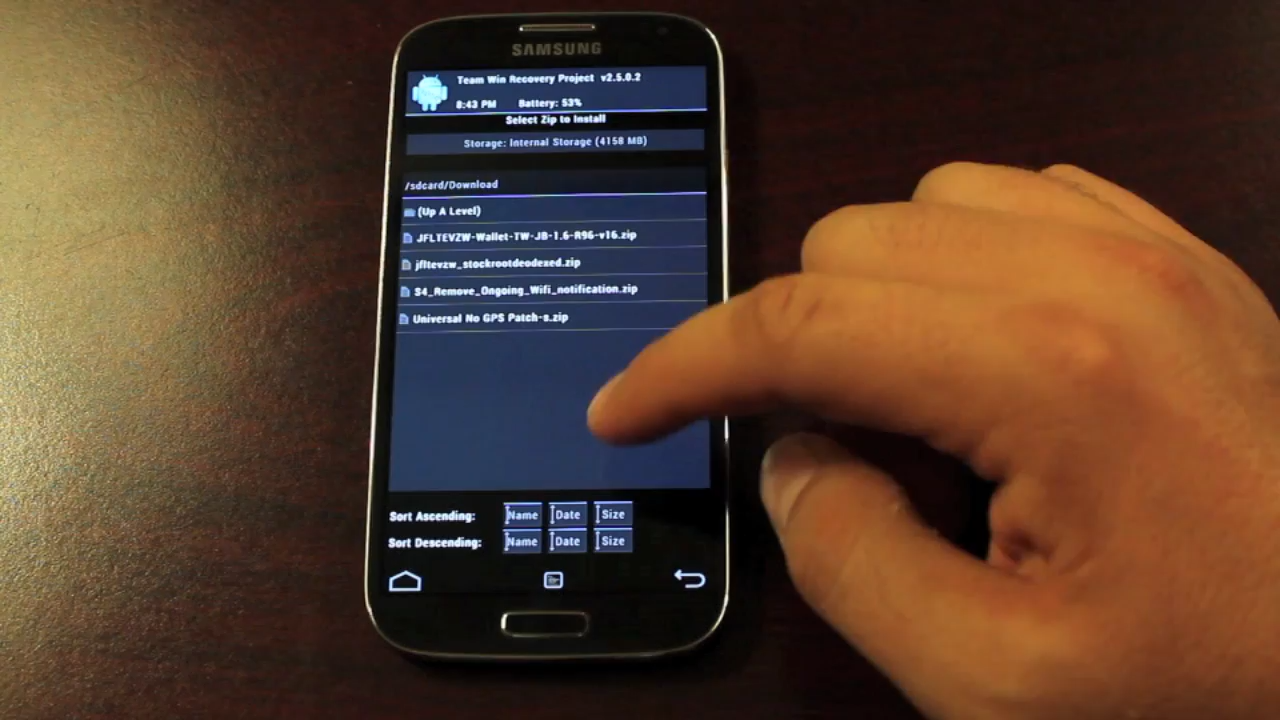 SAMSUNG
Team Win Recovery Project v2.5.0.2
8:43 PM Battery: 53%
Select Zip to Install
Storage: Internal Storage (4158 MB)
/sdcard/Download
(Up A Level)
JFLTEVZW-Wallet-TW-JB-1.6-R96-v16.zip
jfltevzw_stockrootdeodexed.zip
S4_Remove_Ongoing_Wifi_notification.zip
Universal No GPS Patch-s.zip
Sort Ascending: Name Date Size
Sort Descending: Name Date Size